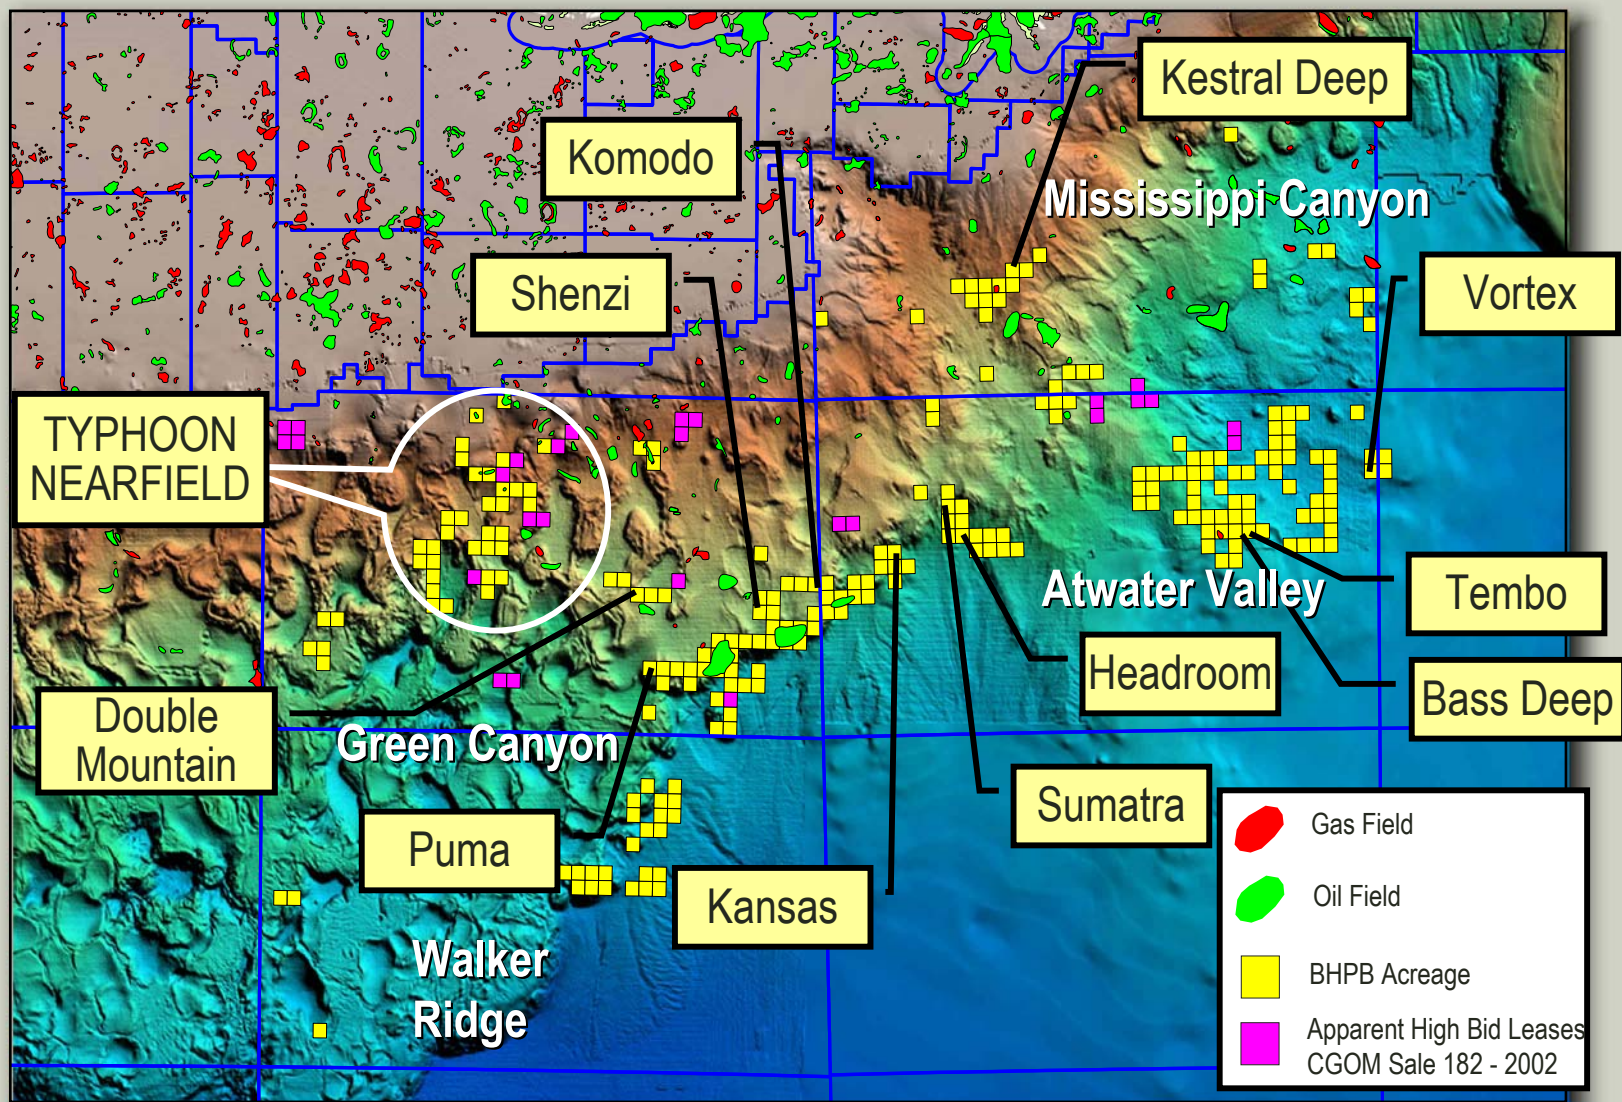 Kestral Deep
Komodo
Mississippi Canyon
Shenzi
Vortex
TYPHOON
NEARFIELD
Atwater Valley
Tembo
Headroom
Bass Deep
Double
Mountain
Green Canyon
Sumatra
Puma
Kansas
Walker
Ridge
Gas Field
Oil Field
BHPB Acreage
Apparent High Bid Leases
CGOM Sale 182 - 2002